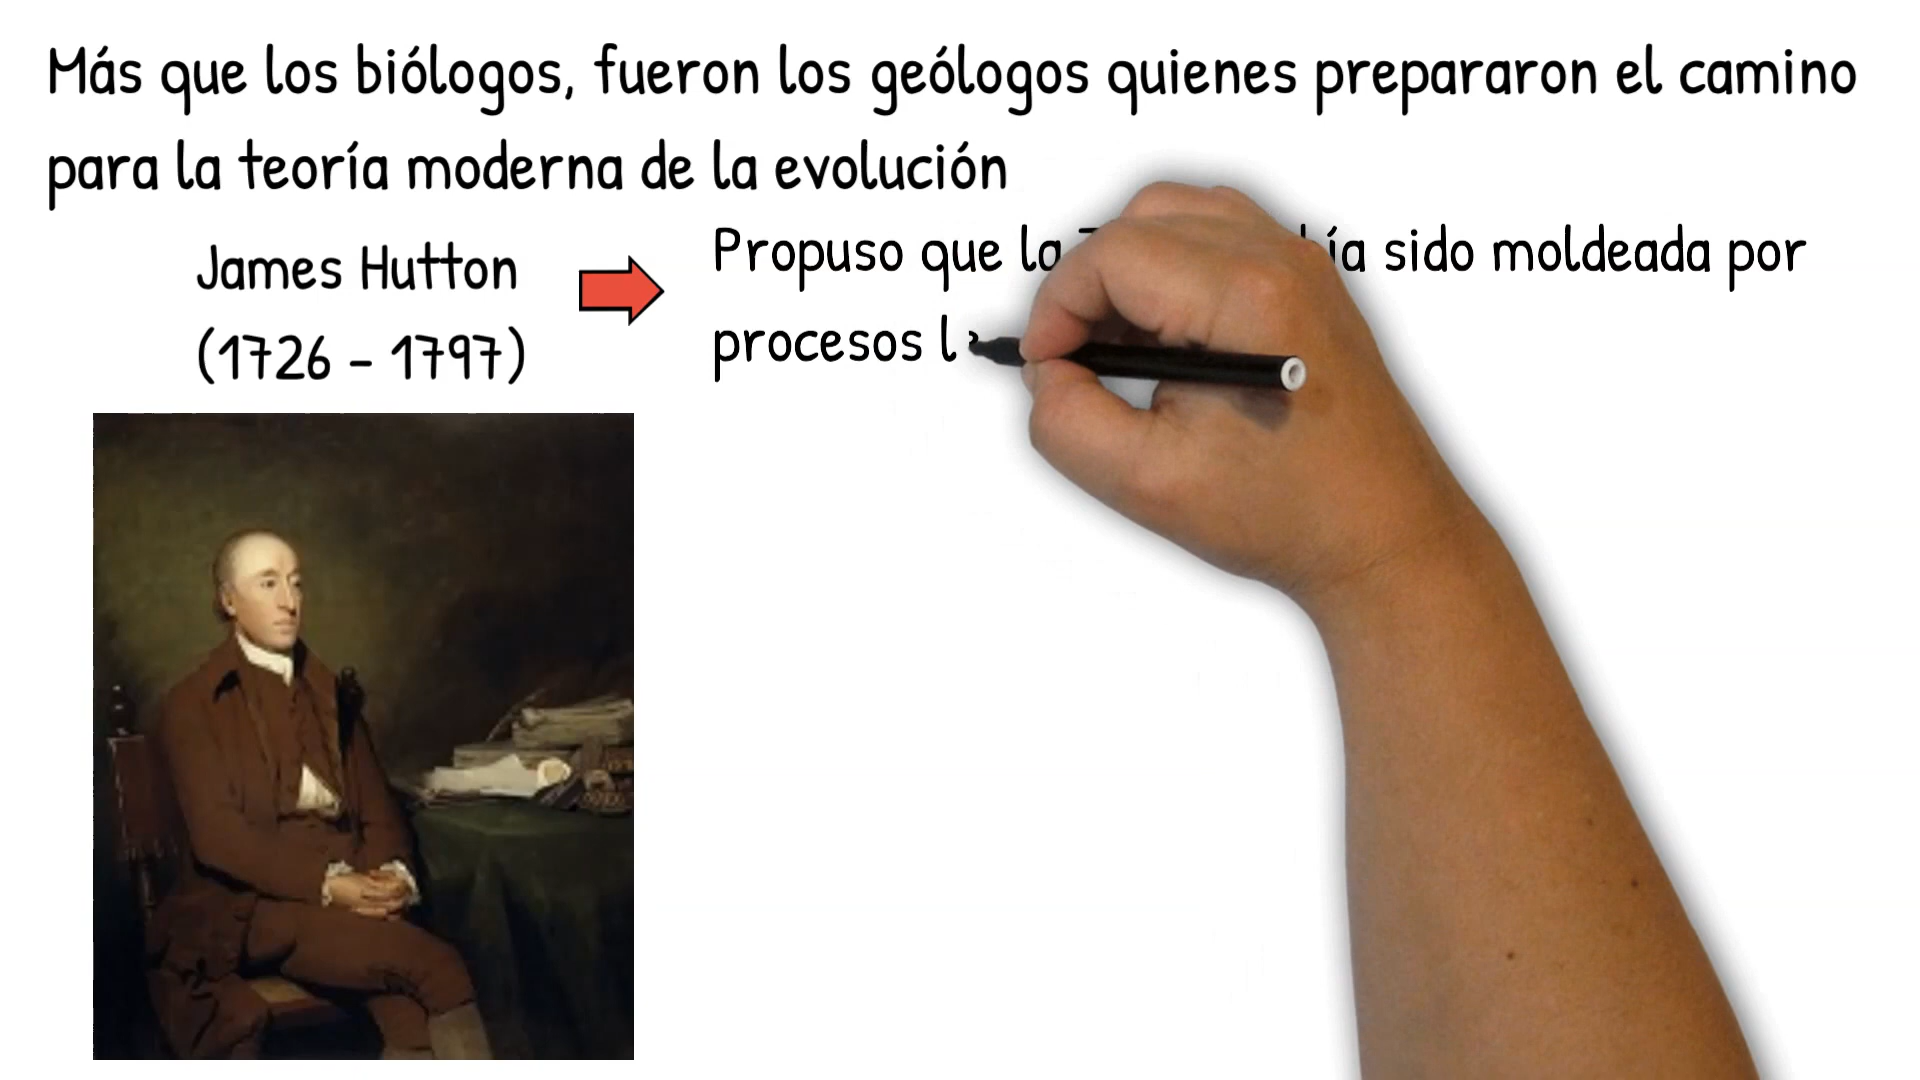 Más que los biólogos, fueron los geólogos quienes prepararon el camino
para la teoría moderna de la evolución
James Hutton
(1726 - 1797)
Propuso que la sido moldeada por
procesos